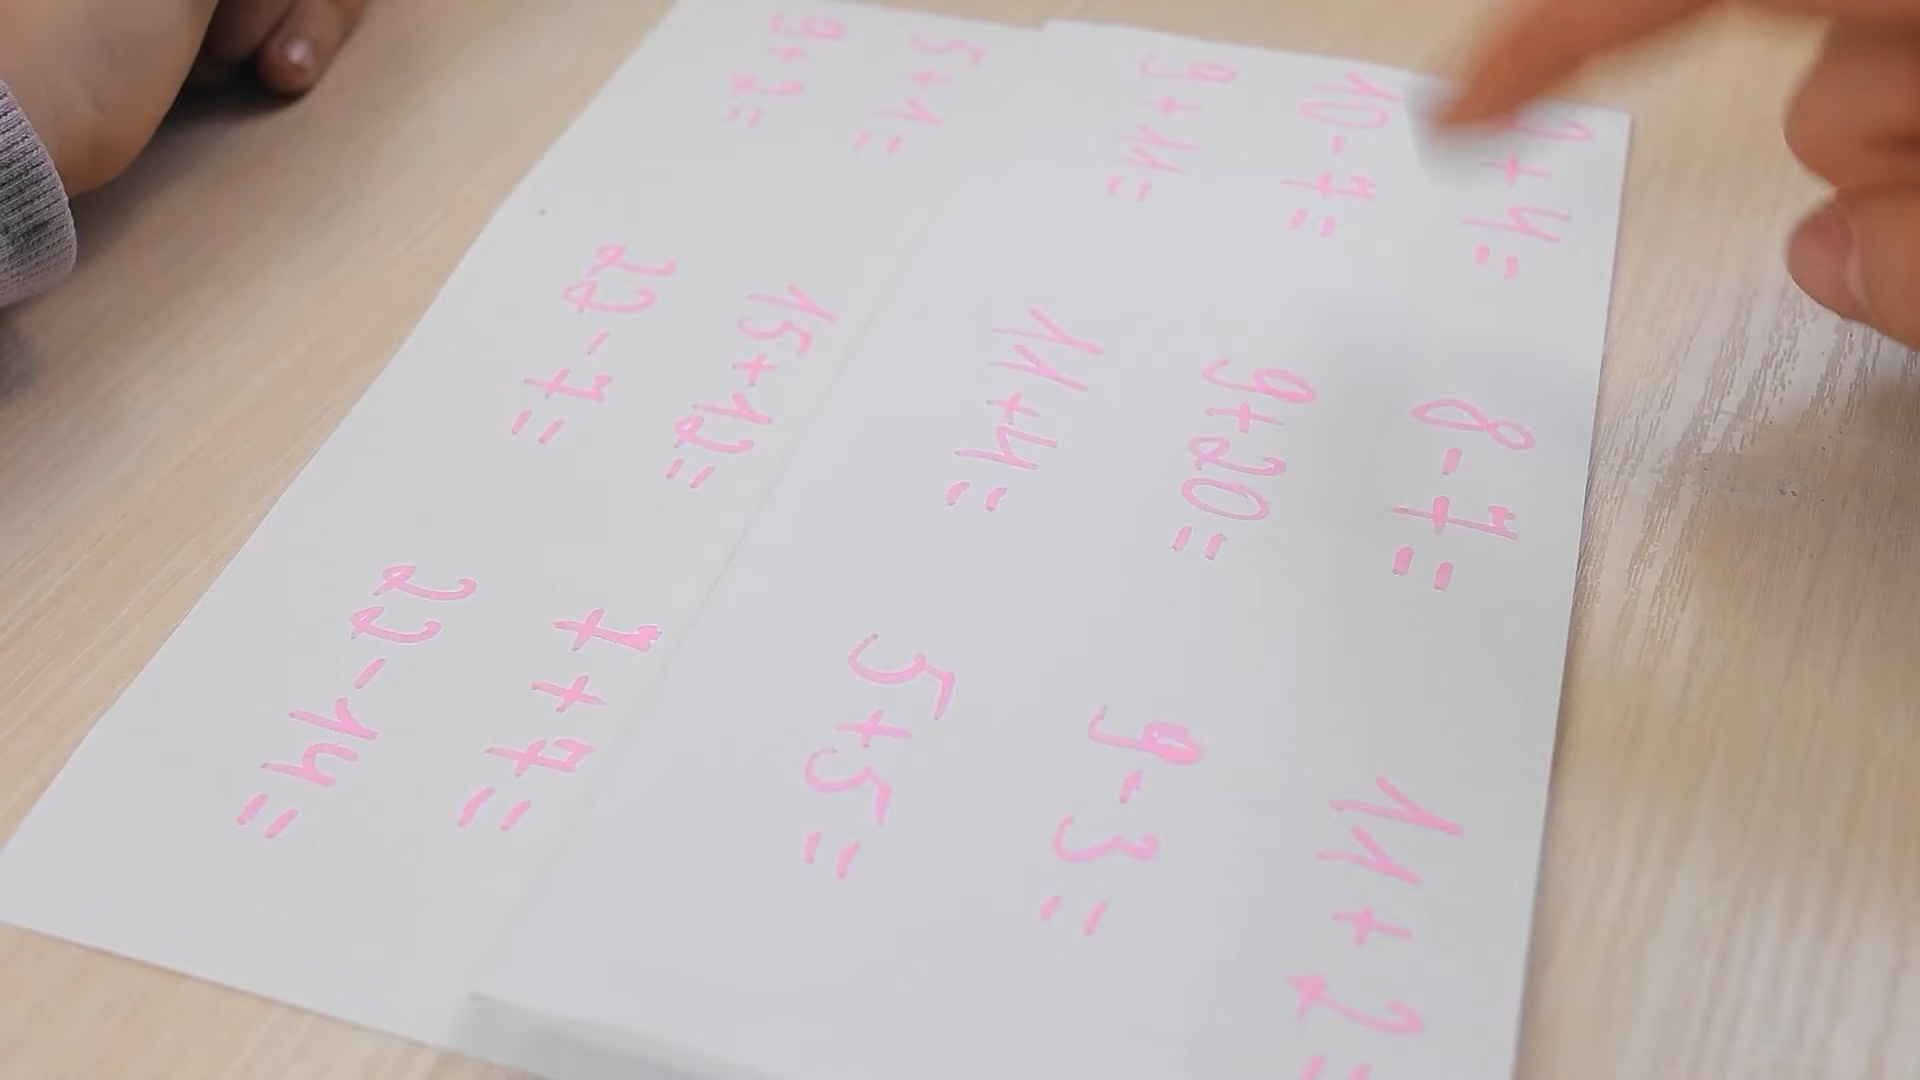 +4= 8-7= 11+2=
10-7= 9+20= 9-3=
9+11= 11+4= 5+5=
5+1= 15+12= 7+7=
9+2= 22-7= 22-14=